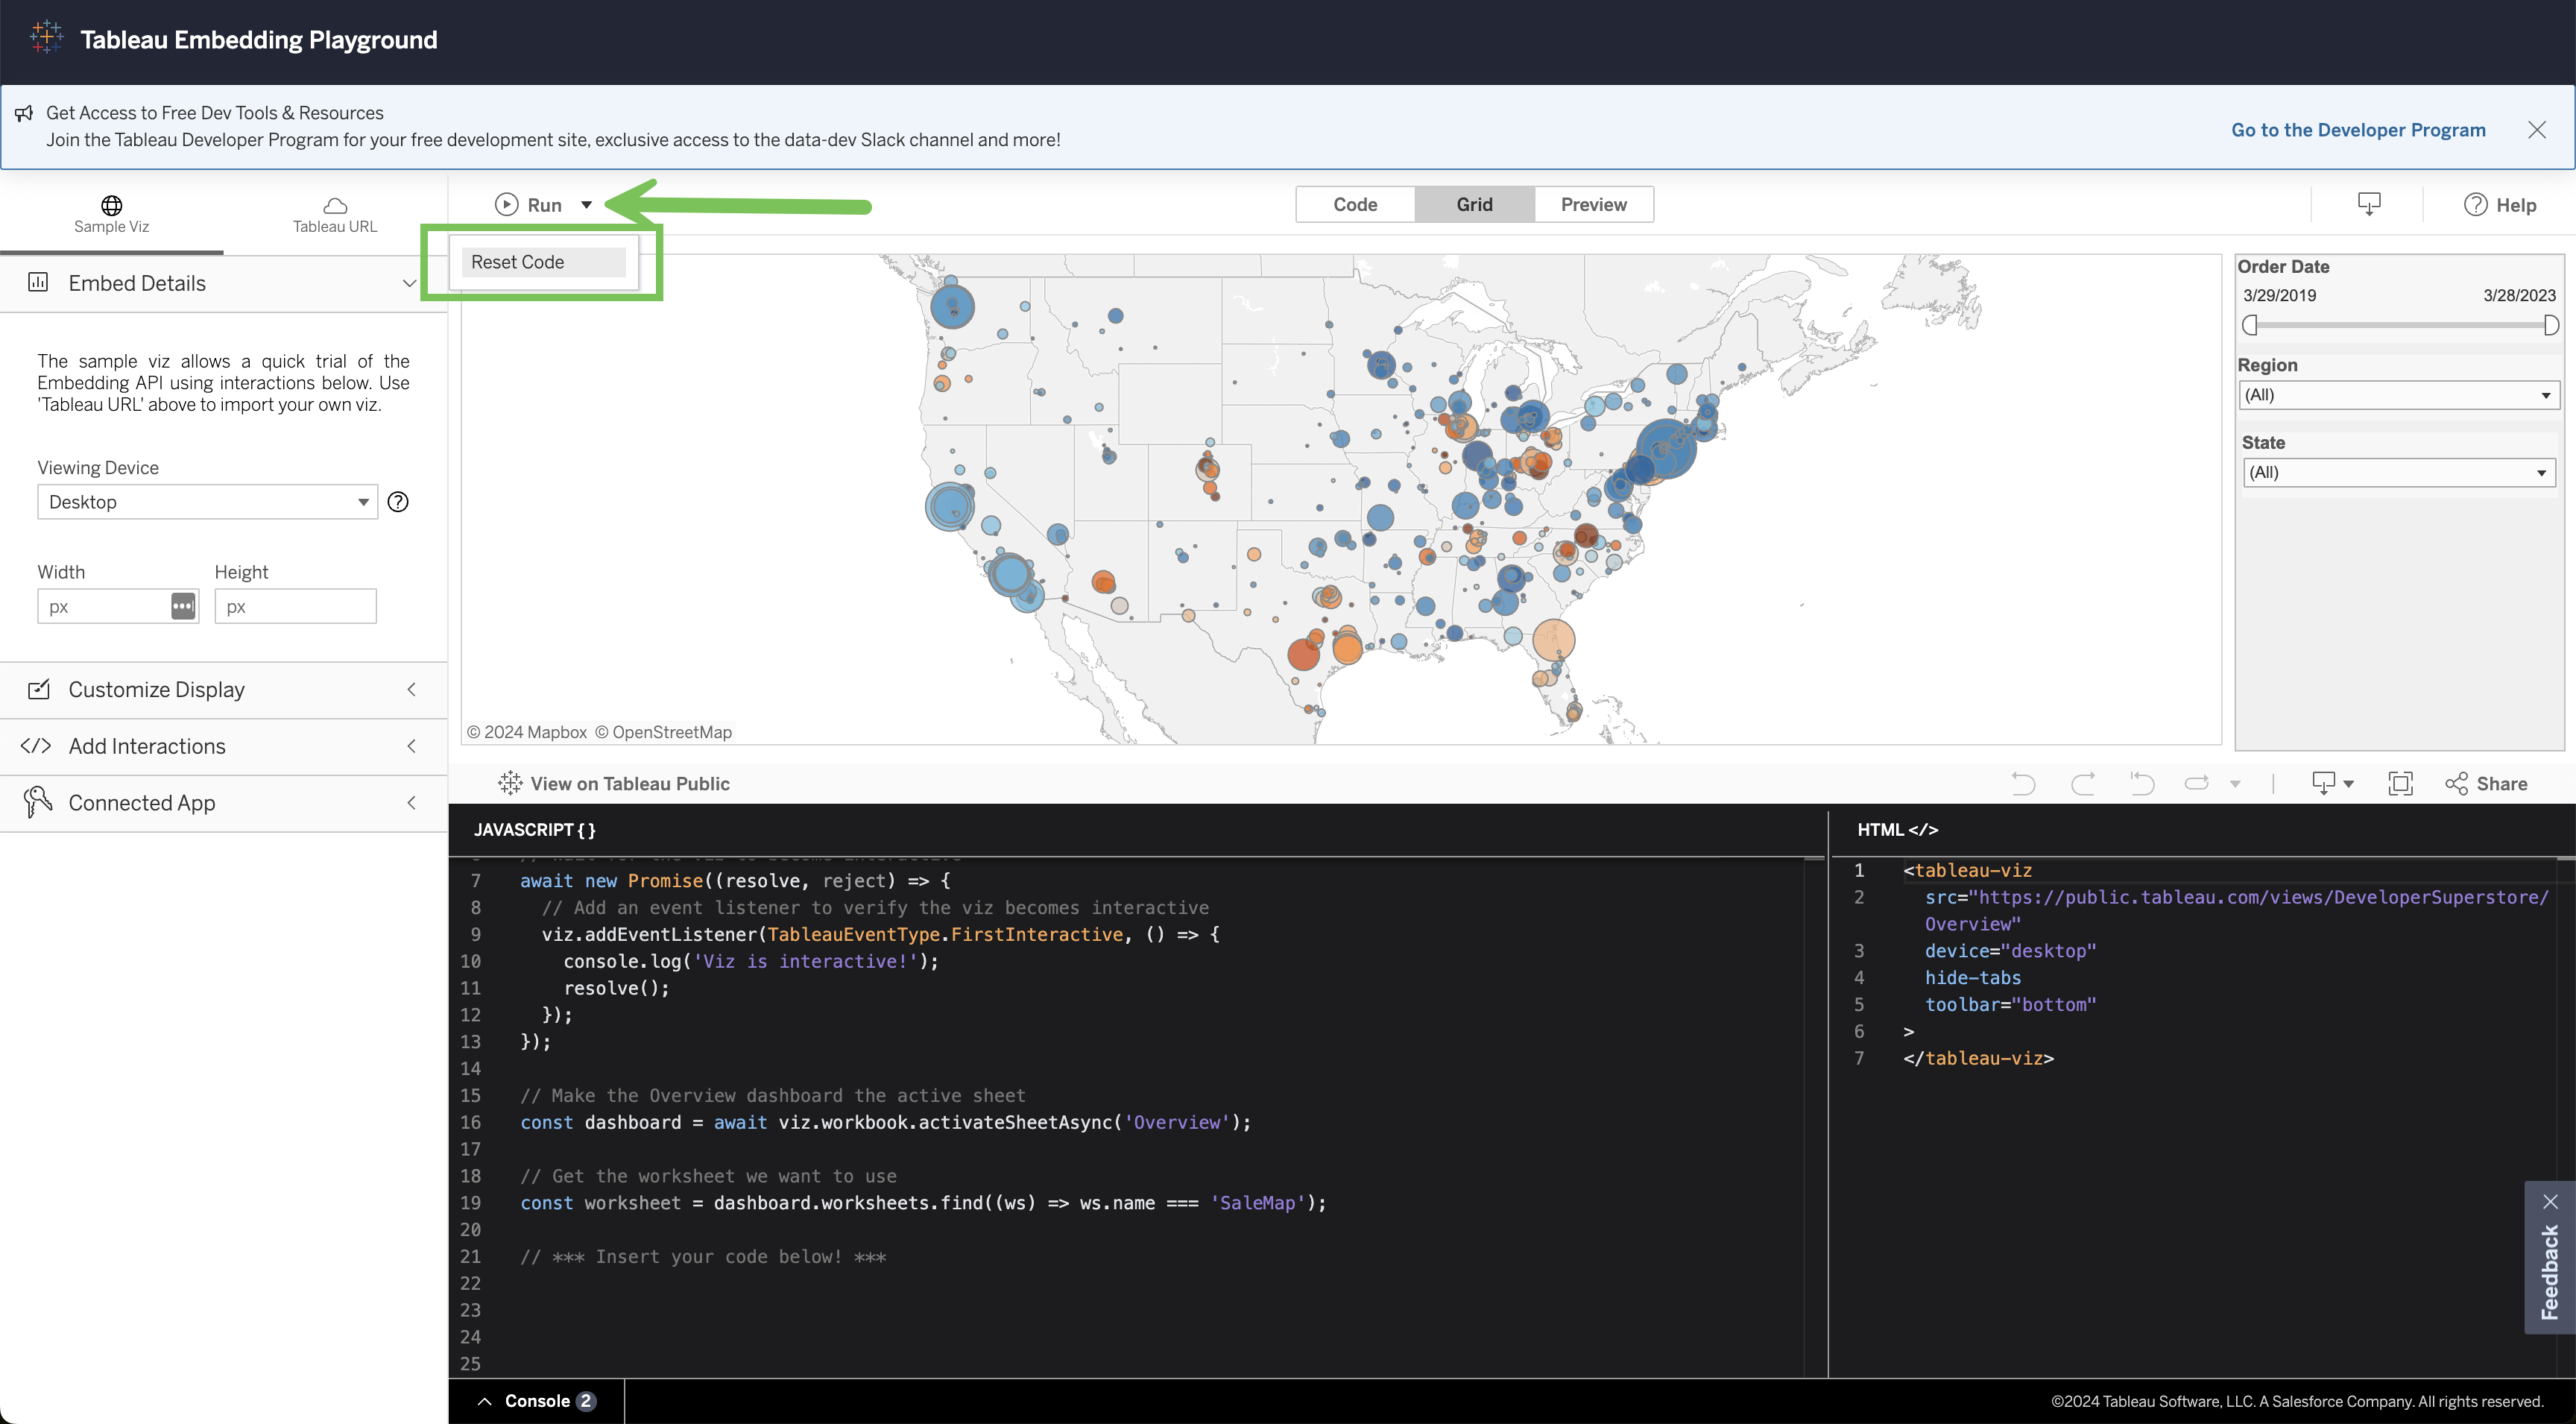 Tableau Embedding Playground
Get Access to Free Dev Tools & Resources
Join the Tableau Developer Program for your free development site, exclusive access to the data-dev Slack channel and more!
Go to the Developer Program
Sample Viz
Tableau URL
Run
Code
Grid
Preview
Help
Reset Code
Embed Details
The sample viz allows a quick trial of the
Embedding API using interactions below. Use
'Tableau URL' above to import your own viz.
Viewing Device
Desktop
Width
Height
px
px
Customize Display
Add Interactions
Connected App
Order Date
3/29/2019
3/28/2023
Region
(All)
State
(All)
© 2024 Mapbox © OpenStreetMap
View on Tableau Public
Share
JAVASCRIPT { }
7 await new Promise((resolve, reject) => {
8 // Add an event listener to verify the viz becomes interactive
9 viz.addEventListener(TableauEventType.FirstInteractive, () => {
10 console.log('Viz is interactive!');
11 resolve();
12 });
13 });
14
15 // Make the Overview dashboard the active sheet
16 const dashboard = await viz.workbook.activateSheetAsync('Overview');
17
18 // Get the worksheet we want to use
19 const worksheet = dashboard.worksheets.find((ws) => ws.name === 'SaleMap');
20
21 // *** Insert your code below! ***
22
23
24
25
HTML </>
1 <tableau-viz
2 src="https://public.tableau.com/views/DeveloperSuperstore/
Overview"
3 device="desktop"
4 hide-tabs
5 toolbar="bottom"
6 >
7 </tableau-viz>
Feedback
Console 2
©2024 Tableau Software, LLC. A Salesforce Company. All rights reserved.